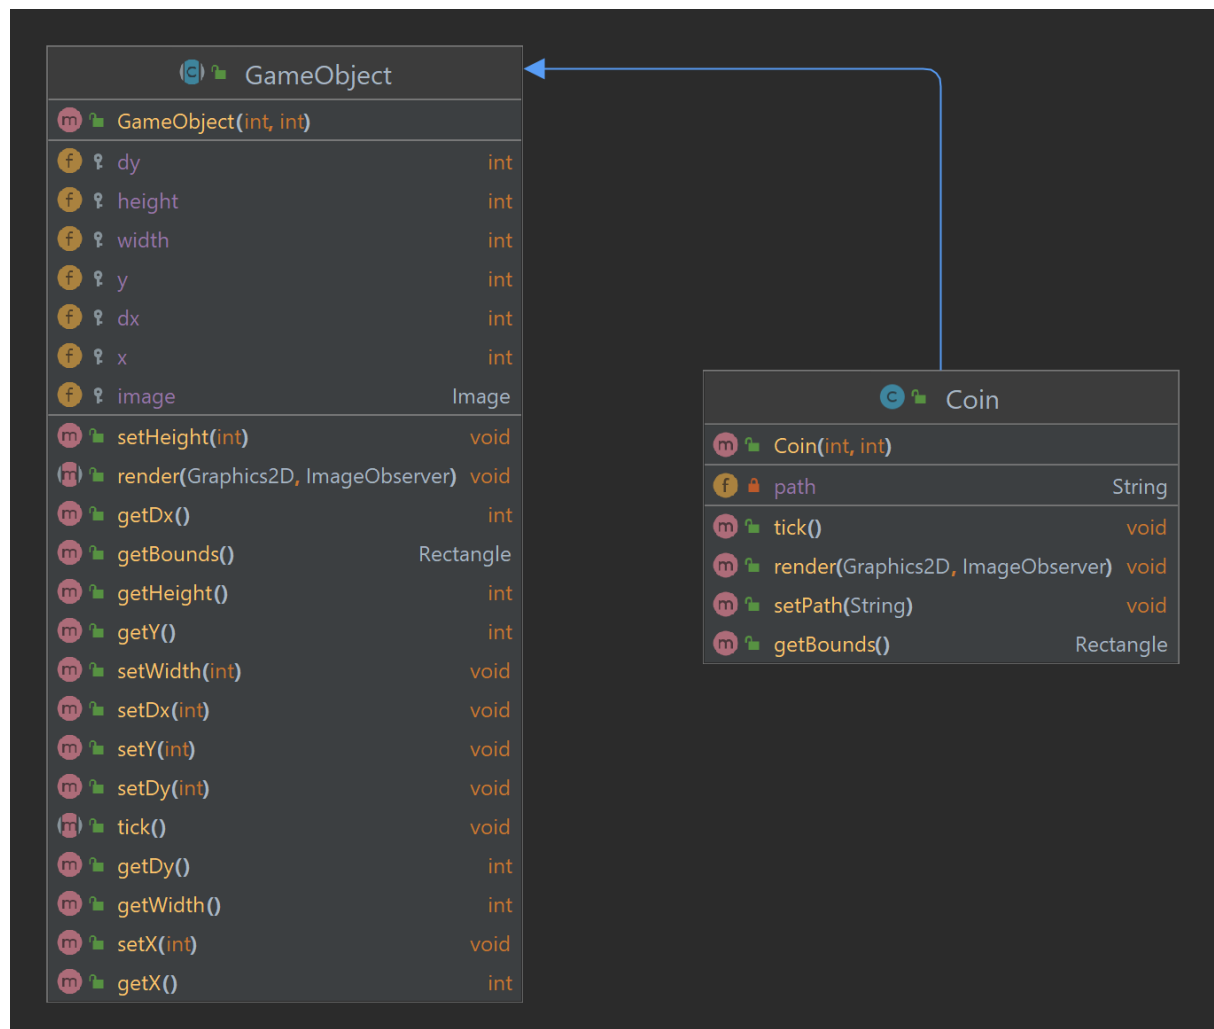 GameObject
GameObject(int, int)
dy int
height int
width int
y int
dx int
x int
image Image
setHeight(int) void
render(Graphics2D, ImageObserver) void
getDx() int
getBounds() Rectangle
getHeight() int
getY() int
setWidth(int) void
setDx(int) void
setY(int) void
setDy(int) void
tick() void
getDy() int
getWidth() int
setX(int) void
getX() int
Coin
Coin(int, int)
path String
tick() void
render(Graphics2D, ImageObserver) void
setPath(String) void
getBounds() Rectangle